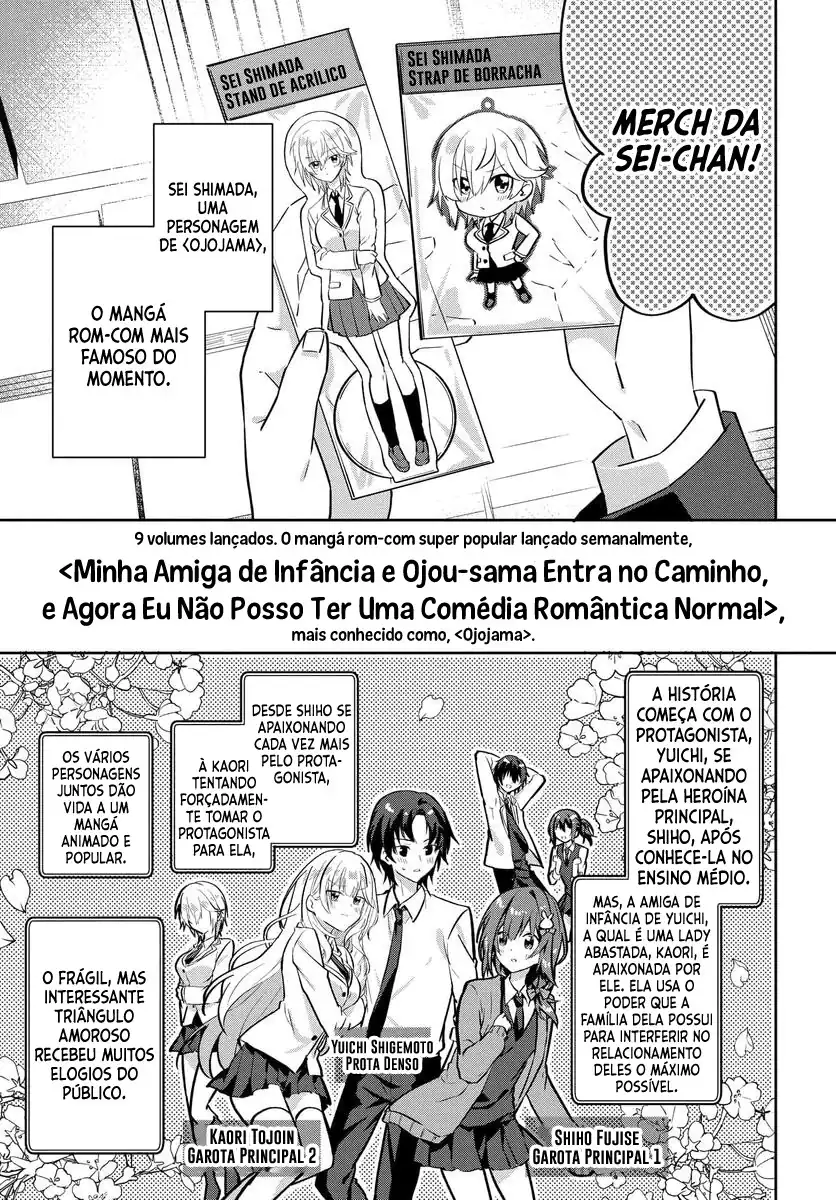 MERCH DA
SEI-CHAN!
SEI SHIMADA
STRAP DE BORRACHA
SEI SHIMADA
STAND DE ACRÍLICO
SEI SHIMADA,
UMA
PERSONAGEM
DE <OJOJAMA>,
O MANGÁ
ROM-COM MAIS
FAMOSO DO
MOMENTO.
9 volumes lançados. O mangá rom-com super popular lançado semanalmente,
<Minha Amiga de Infância e Ojou-sama Entra no Caminho,
e Agora Eu Não Posso Ter Uma Comédia Romântica Normal>,
mais conhecido como, <Ojojama>.
A HISTÓRIA
COMEÇA COM O
PROTAGONISTA,
YUICHI, SE
APAIXONANDO
PELA HEROÍNA
PRINCIPAL,
SHIHO, APÓS
CONHECE-LA NO
ENSINO MÉDIO.
MAS, A AMIGA DE
INFÂNCIA DE YUICHI,
A QUAL É UMA LADY
ABASTADA, KAORI, É
APAIXONADA POR
ELE. ELA USA O
PODER QUE A
FAMÍLIA DELA POSSUI
PARA INTERFERIR NO
RELACIONAMENTO
DELES O MÁXIMO
POSSÍVEL.
DESDE SHIHO SE
APAIXONANDO
CADA VEZ MAIS
PELO PROTA-
GONISTA,
À KAORI
TENTANDO
FORÇADAMEN-
TE TOMAR O
PROTAGONISTA
PARA ELA,
OS VÁRIOS
PERSONAGENS
JUNTOS DÃO
VIDA A UM
MANGÁ
ANIMADO E
POPULAR.
O FRÁGIL, MAS
INTERESSANTE
TRIÂNGULO
AMOROSO
RECEBEU MUITOS
ELOGIOS DO
PÚBLICO.
YUICHI SHIGEMOTO
PROTA DENSO
SHIHO FUJISE
GAROTA PRINCIPAL 1
KAORI TOJOIN
GAROTA PRINCIPAL 2